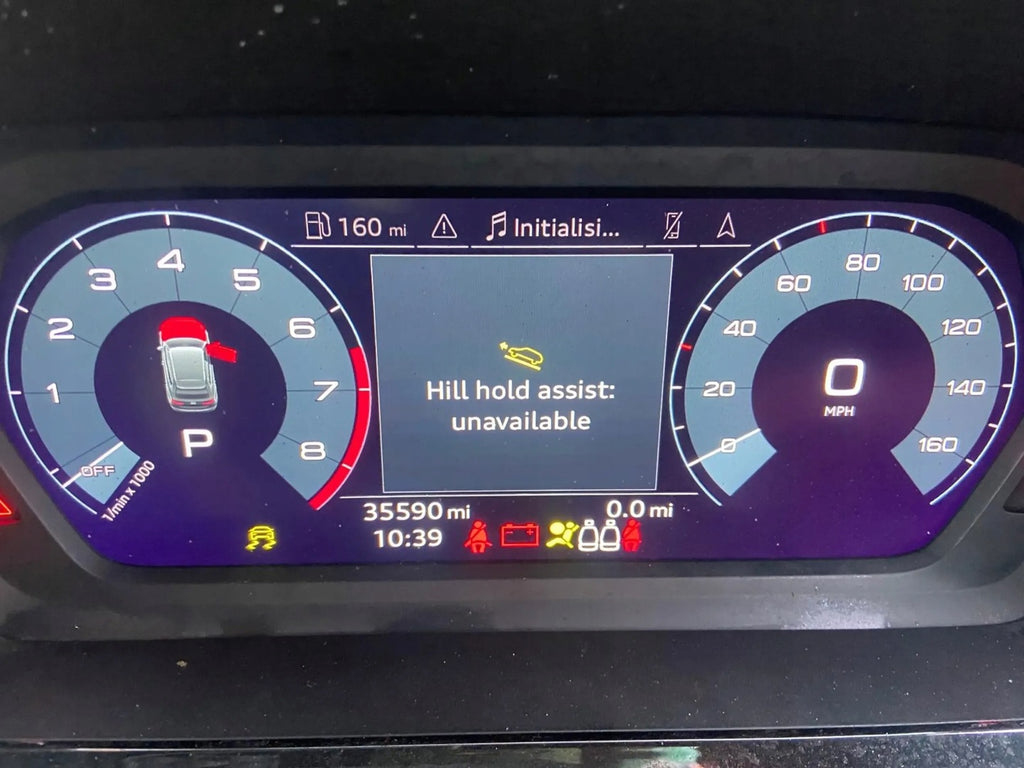 160 mi
Initialisi...
1 2 3 4 5 6 7 8
OFF
1/min x 1000
P
Hill hold assist:
unavailable
0 20 40 60 80 100 120 140 160
0
MPH
35590 mi
0.0 mi
10:39